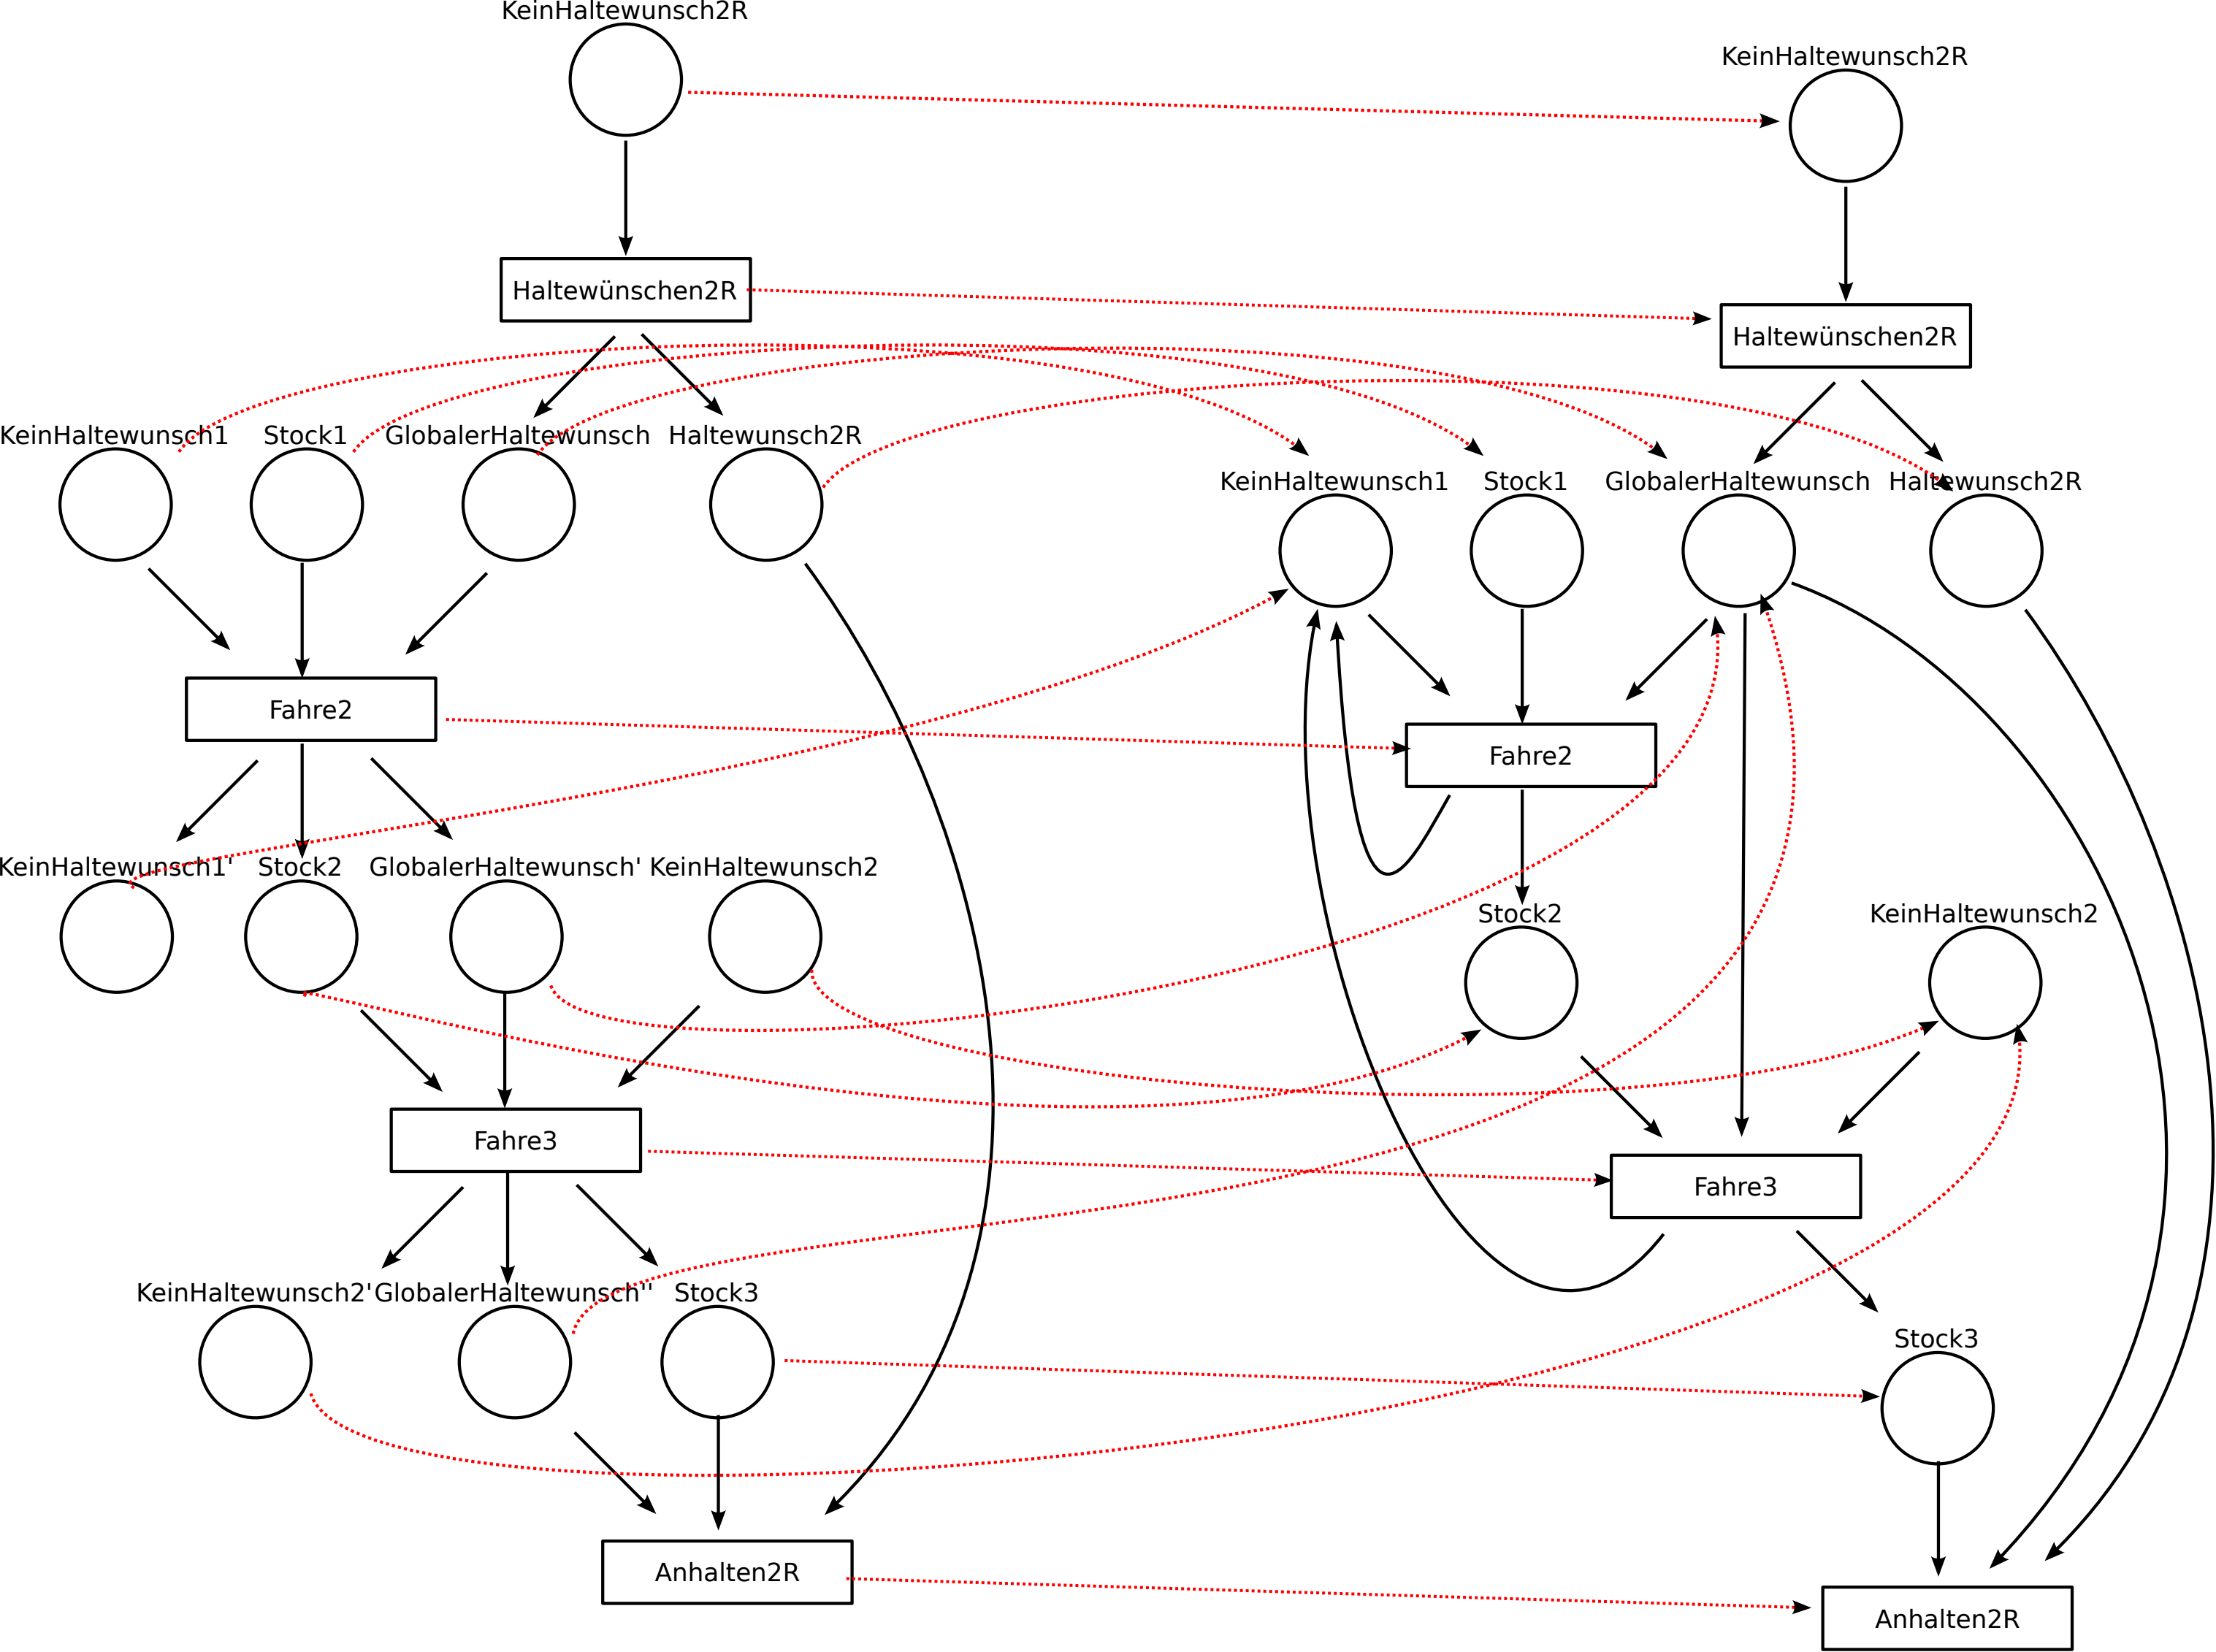 KeinHaltewunsch2R
KeinHaltewunsch2R
Haltewünschen2R
Haltewünschen2R
KeinHaltewunsch1
Stock1
GlobalerHaltewunsch
Haltewunsch2R
KeinHaltewunsch1
Stock1
GlobalerHaltewunsch
Haltewunsch2R
Fahre2
Fahre2
KeinHaltewunsch1'
Stock2
GlobalerHaltewunsch'
KeinHaltewunsch2
Stock2
KeinHaltewunsch2
Fahre3
Fahre3
KeinHaltewunsch2'
GlobalerHaltewunsch''
Stock3
Stock3
Anhalten2R
Anhalten2R